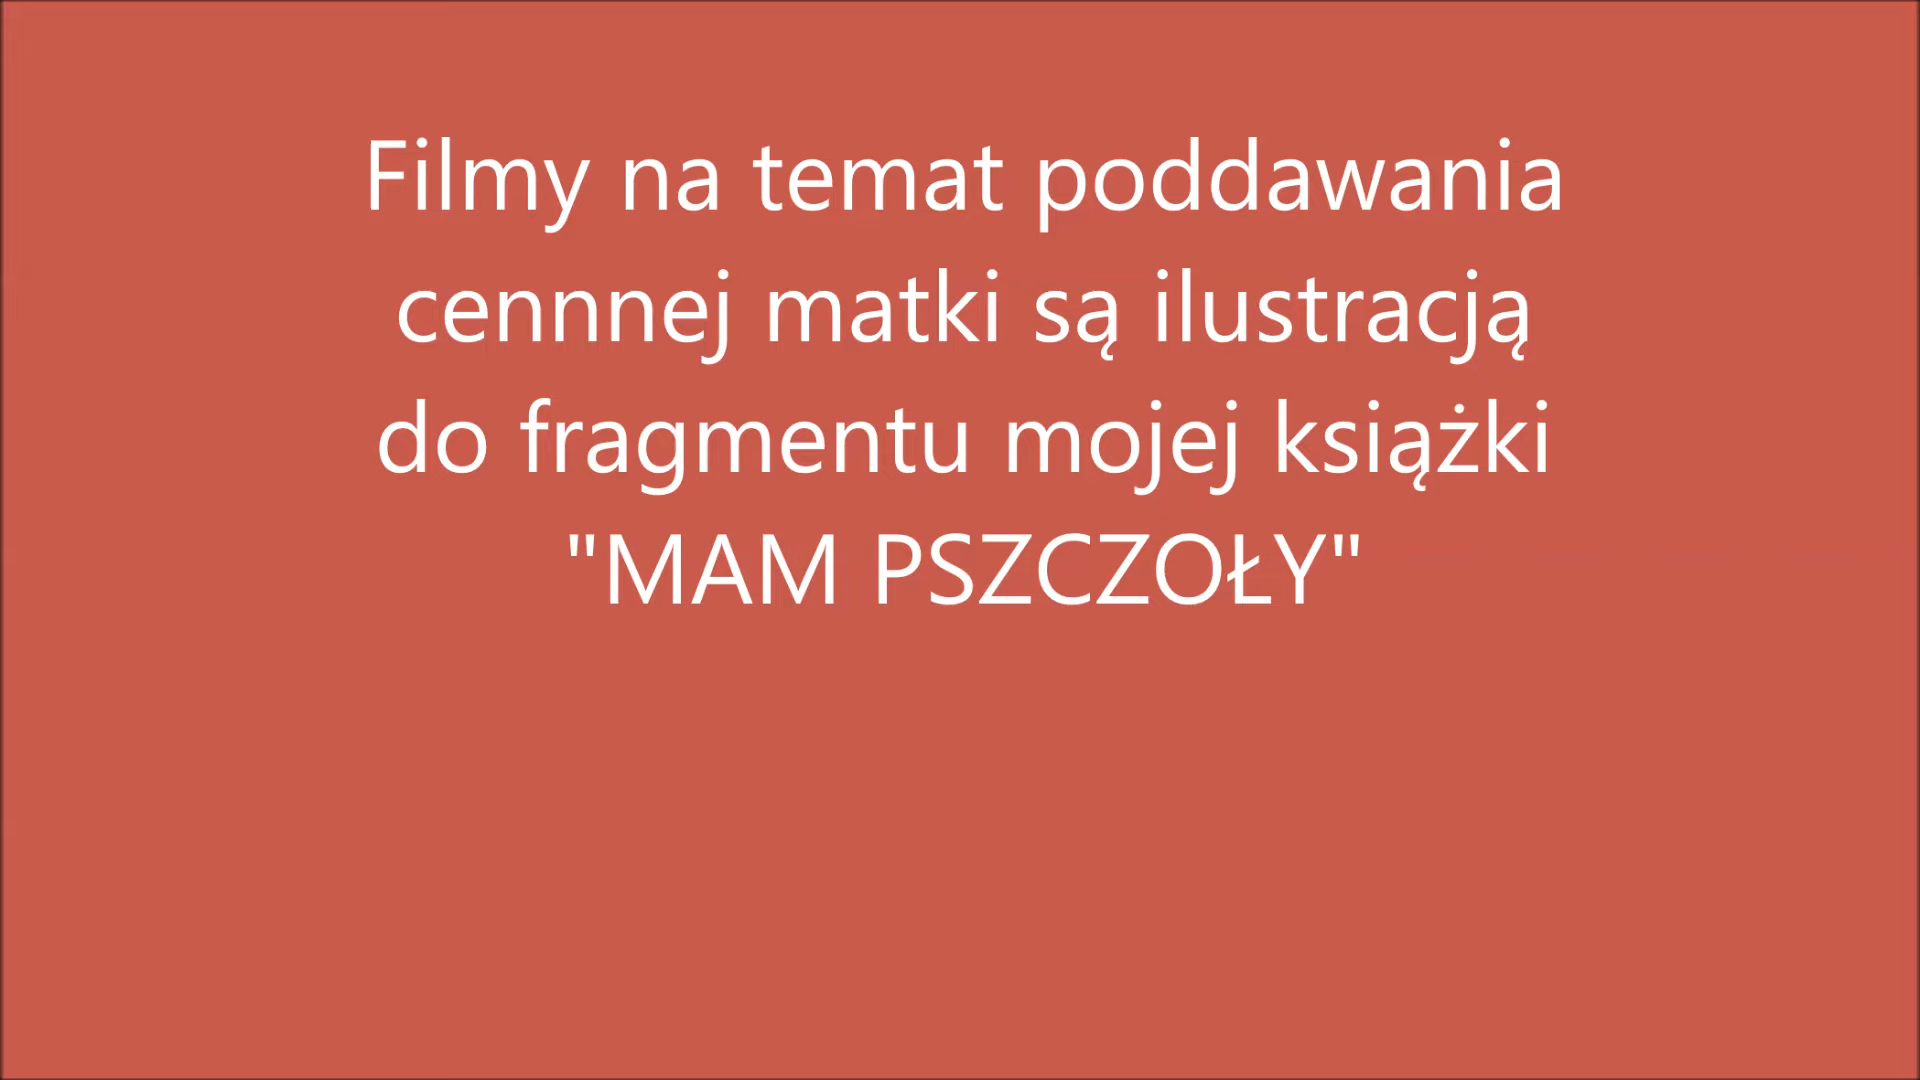 Filmy na temat poddawania
cennnej matki są ilustracją
do fragmentu mojej książki
"MAM PSZCZOŁY"